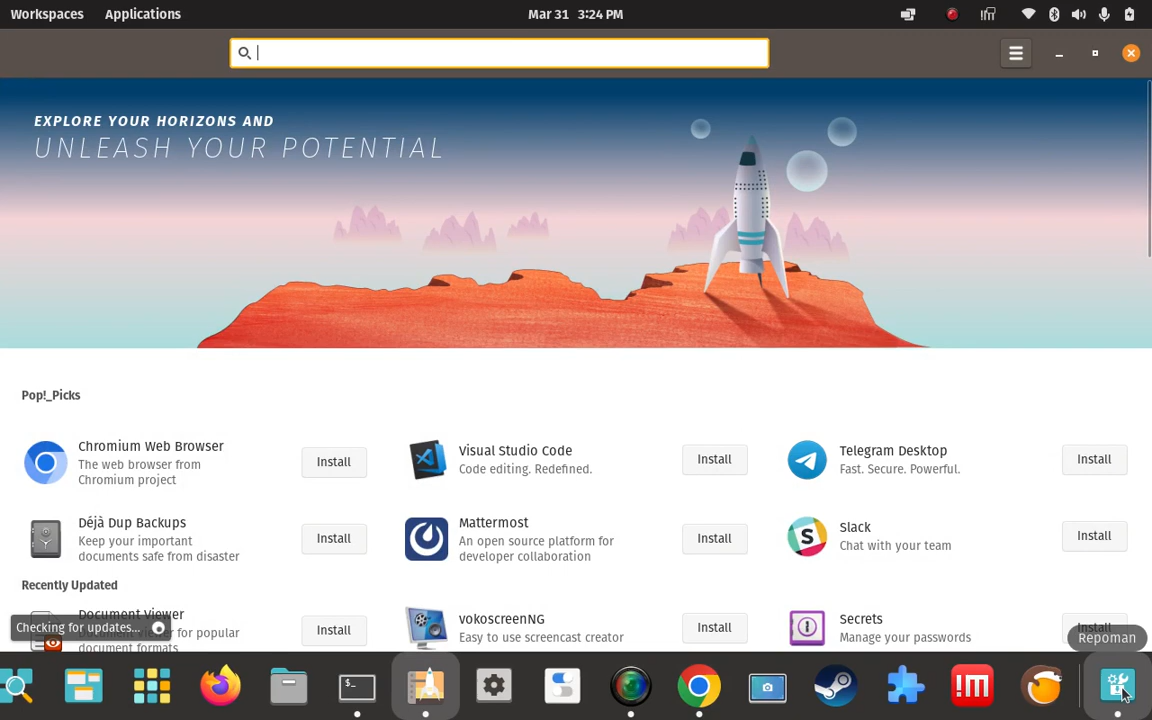 Workspaces Applications Mar 31 3:24 PM
EXPLORE YOUR HORIZONS AND
UNLEASH YOUR POTENTIAL
Pop!_Picks
Chromium Web Browser
The web browser from
Chromium project
Install
Visual Studio Code
Code editing. Redefined.
Install
Telegram Desktop
Fast. Secure. Powerful.
Install
Déjà Dup Backups
Keep your important
documents safe from disaster
Install
Mattermost
An open source platform for
developer collaboration
Install
Slack
Chat with your team
Install
Recently Updated
Document Viewer
Document viewer for popular
document formats
Install
vokoscreenNG
Easy to use screencast creator
Install
Secrets
Manage your passwords
Install
Checking for updates...
Repoman
$_
!m